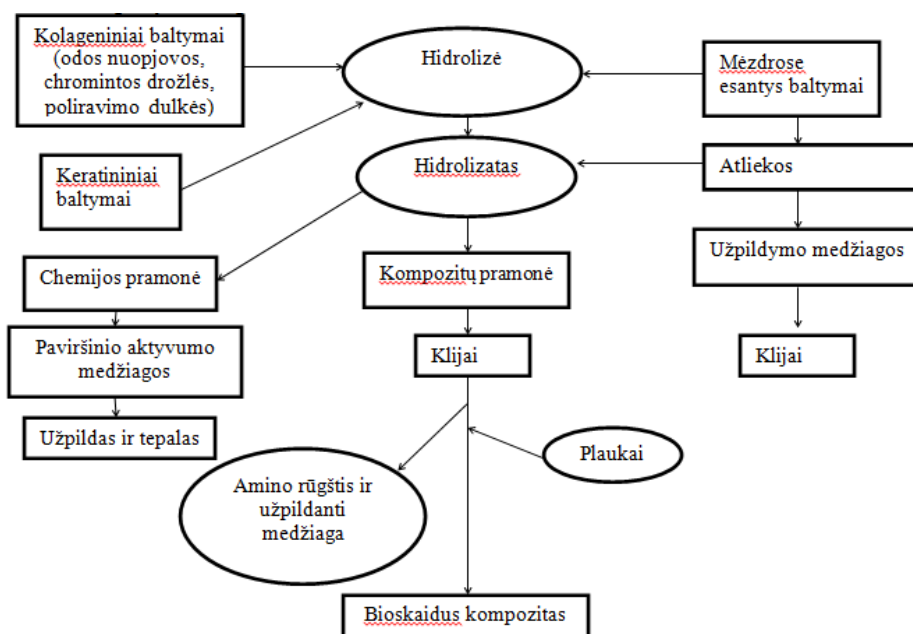 Kolageniniai baltymai
(odos nuopjovos,
chromintos drožlės,
poliravimo dulkės)
Hidrolizė
Mėzdrose
esantys baltymai
Keratininiai
baltymai
Hidrolizatas
Atliekos
Užpildymo medžiagos
Chemijos pramonė
Kompozitų pramonė
Paviršinio aktyvumo
medžiagos
Klijai
Klijai
Užpildas ir tepalas
Plaukai
Amino rūgštis ir
užpildanti
medžiaga
Bioskaidus kompozitas